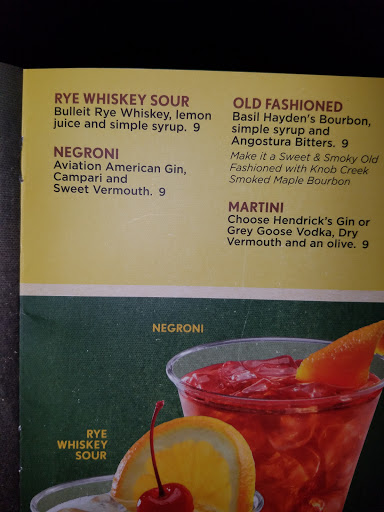 RYE WHISKEY SOUR
Bulleit Rye Whiskey, lemon
juice and simple syrup. 9
NEGRONI
Aviation American Gin,
Campari and
Sweet Vermouth. 9
OLD FASHIONED
Basil Hayden's Bourbon,
simple syrup and
Angostura Bitters. 9
Make it a Sweet & Smoky Old
Fashioned with Knob Creek
Smoked Maple Bourbon
MARTINI
Choose Hendrick's Gin or
Grey Goose Vodka, Dry
Vermouth and an olive. 9
NEGRONI
RYE
WHISKEY
SOUR